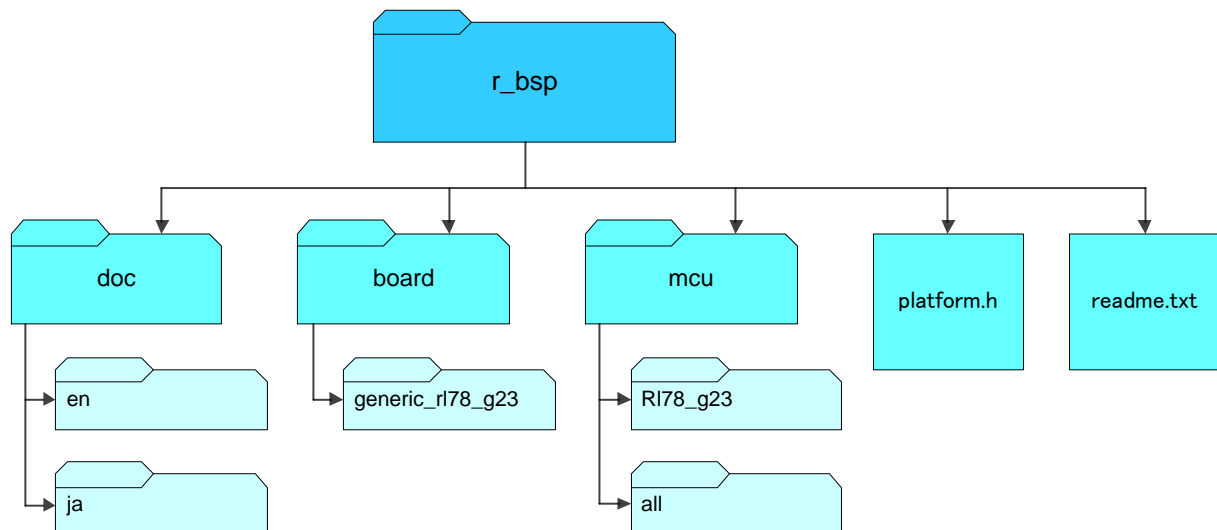 r_bsp
doc
board
mcu
platform.h
readme.txt
en
generic_rl78_g23
Rl78_g23
ja
all